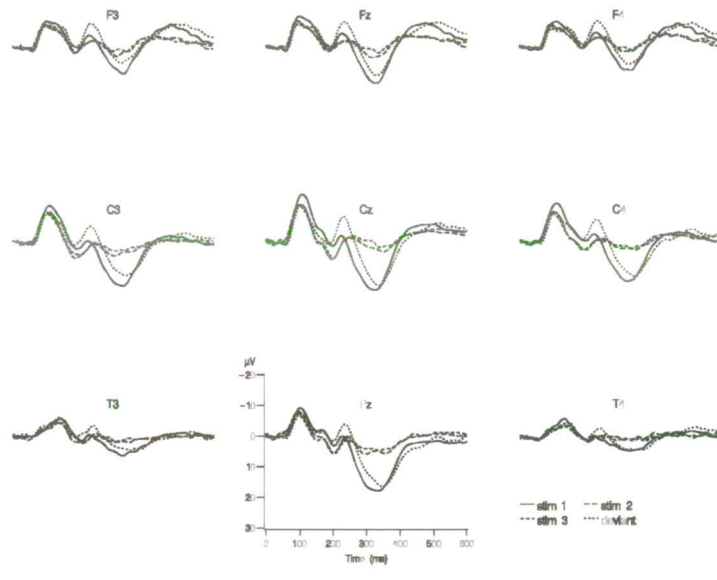 F3 Fz F4
C3 Cz C4
μV
-20
T3 Pz T4
-10
0
10
stim 1 stim 2
20
stim 3 deviant
30
0 100 200 300 400 500 600
Time (ms)